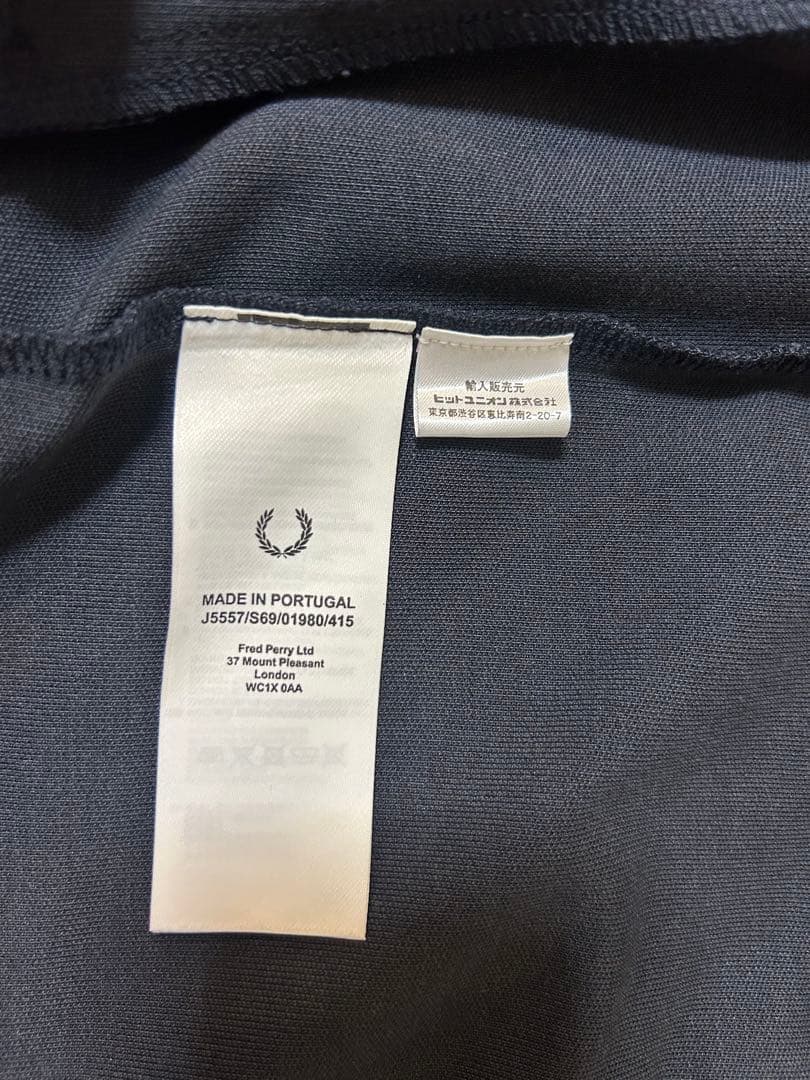 MADE IN PORTUGAL
J5557/S69/01980/415
Fred Perry Ltd
37 Mount Pleasant
London
WC1X 0AA
輸入販売元
ヒットユニオン株式会社
東京都渋谷区恵比寿南2-20-7